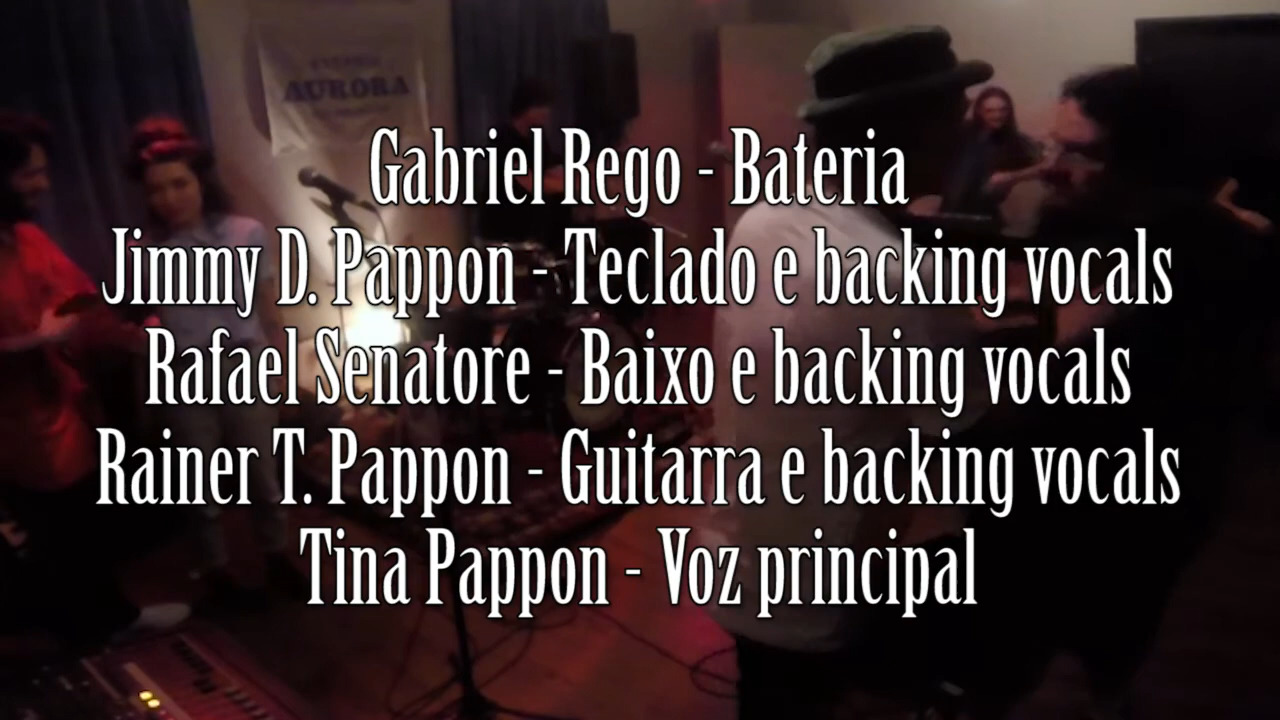 AURORA
Gabriel Rego - Bateria
Jimmy D. Pappon - Teclado e backing vocals
Rafael Senatore - Baixo e backing vocals
Rainer T. Pappon - Guitarra e backing vocals
Tina Pappon - Voz principal